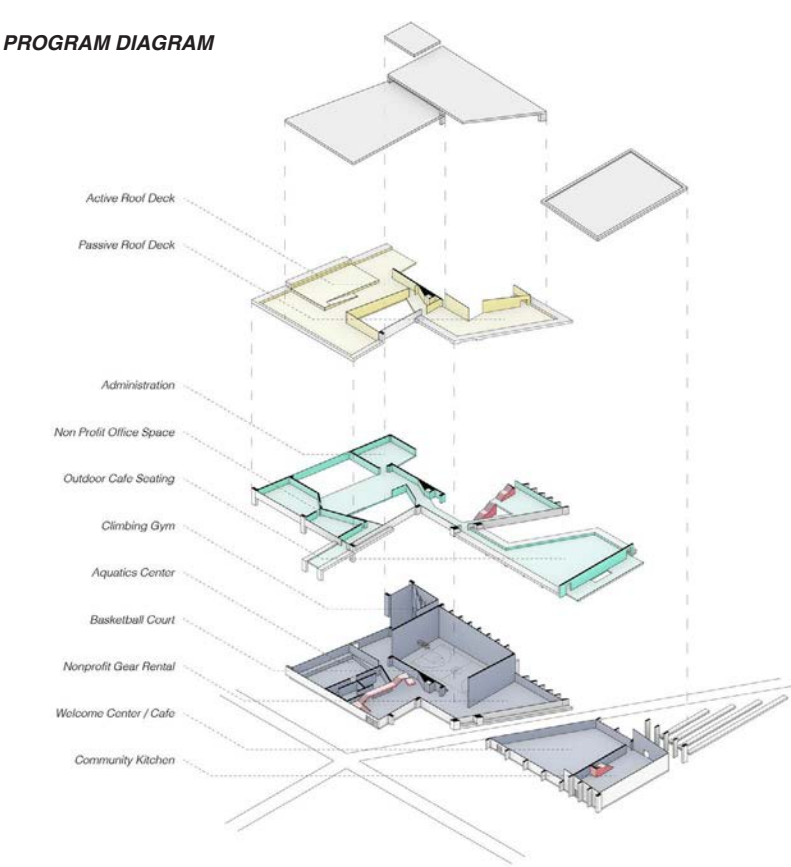 PROGRAM DIAGRAM
Active Roof Deck
Passive Roof Deck
Administration
Non Profit Office Space
Outdoor Cafe Seating
Climbing Gym
Aquatics Center
Basketball Court
Nonprofit Gear Rental
Welcome Center / Cafe
Community Kitchen